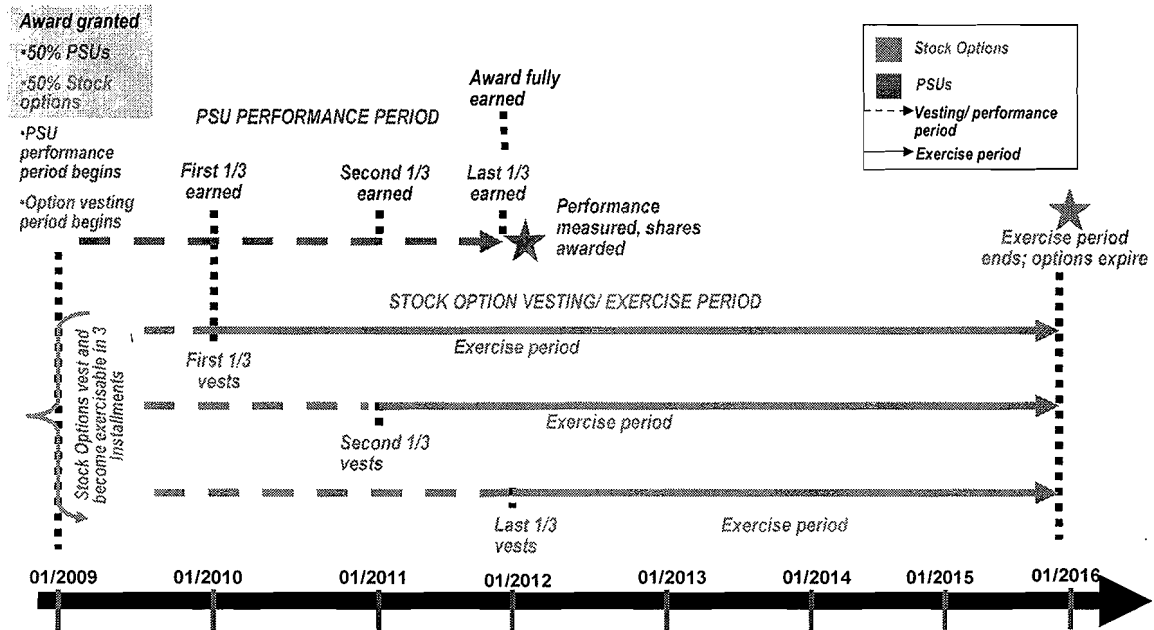 Award granted
•50% PSUs
•50% Stock
options
•PSU
performance
period begins
•Option vesting
period begins
PSU PERFORMANCE PERIOD
First 1/3
earned
Second 1/3
earned
Award fully
earned
Last 1/3
earned
Performance
measured, shares
awarded
Stock Options
PSUs
Vesting/ performance
period
Exercise period
Exercise period
ends; options expire
STOCK OPTION VESTING/ EXERCISE PERIOD
Stock Options vest and
become exercisable in 3
Installments
Exercise period
First 1/3
vests
Exercise period
Second 1/3
vests
Exercise period
Last 1/3
vests
01/2009 01/2010 01/2011 01/2012 01/2013 01/2014 01/2015 01/2016